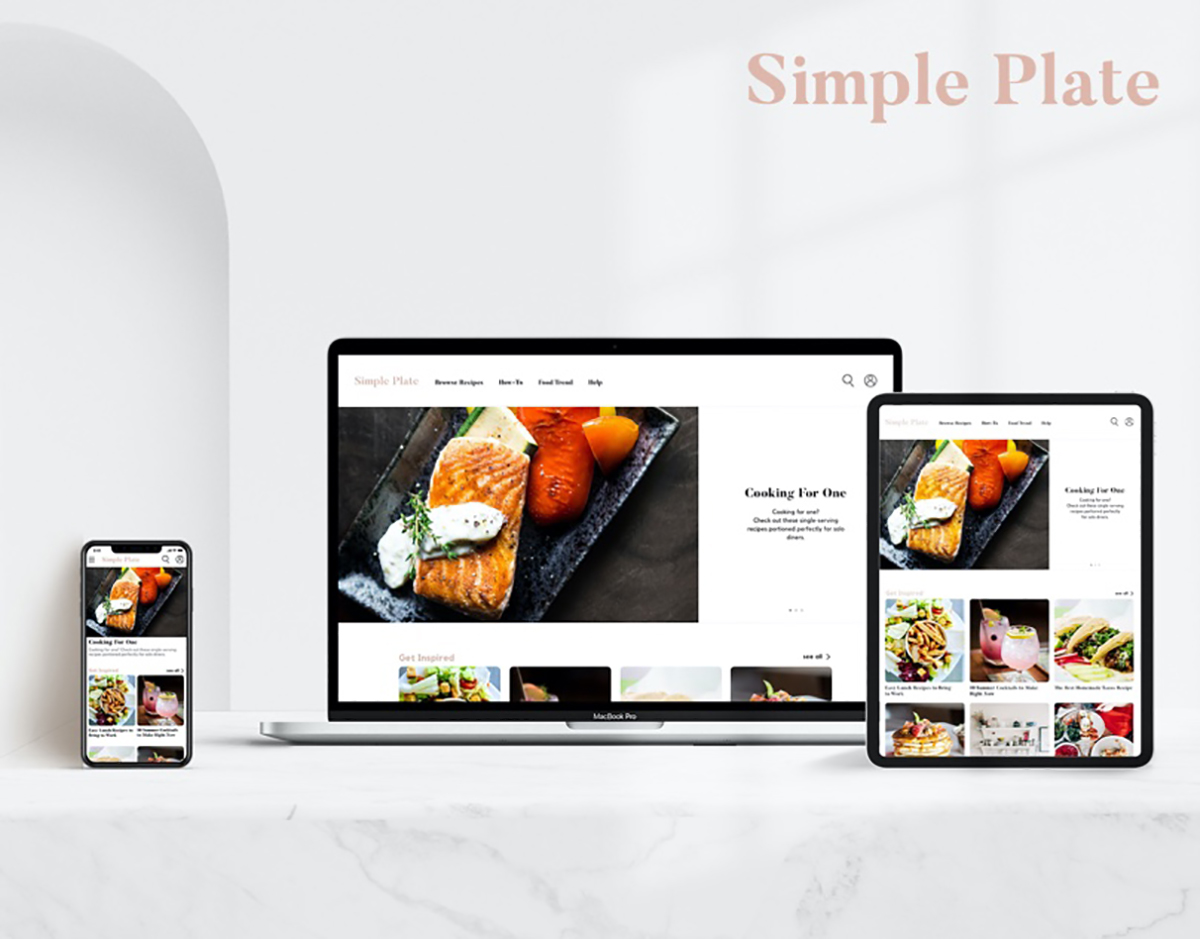 Simple Plate
Simple Plate
Browse Recipes
How-To
Food Trend
Help
Cooking For One
Cooking for one?
Check out these single serving
recipes portioned perfectly for solo
diners.
Get Inspired
see all
MacBook Pro
Simple Plate
Browse Recipes
How-To
Food Trend
Help
Cooking For One
Cooking for one?
Check out these single serving
recipes portioned perfectly
for solo diners.
Get Inspired
see all
Easy Lunch Recipes to Bring
to Work
10 Summer Cocktails to Make
Right Now
The Best Homemade Tacos Recipe
Simple Plate
Cooking For One
Cooking for one? Check out these single serving
recipes portioned perfectly for solo diners.
Get Inspired
see all
Easy Lunch Recipes to
Bring to Work
10 Summer Cocktails
to Make Right Now